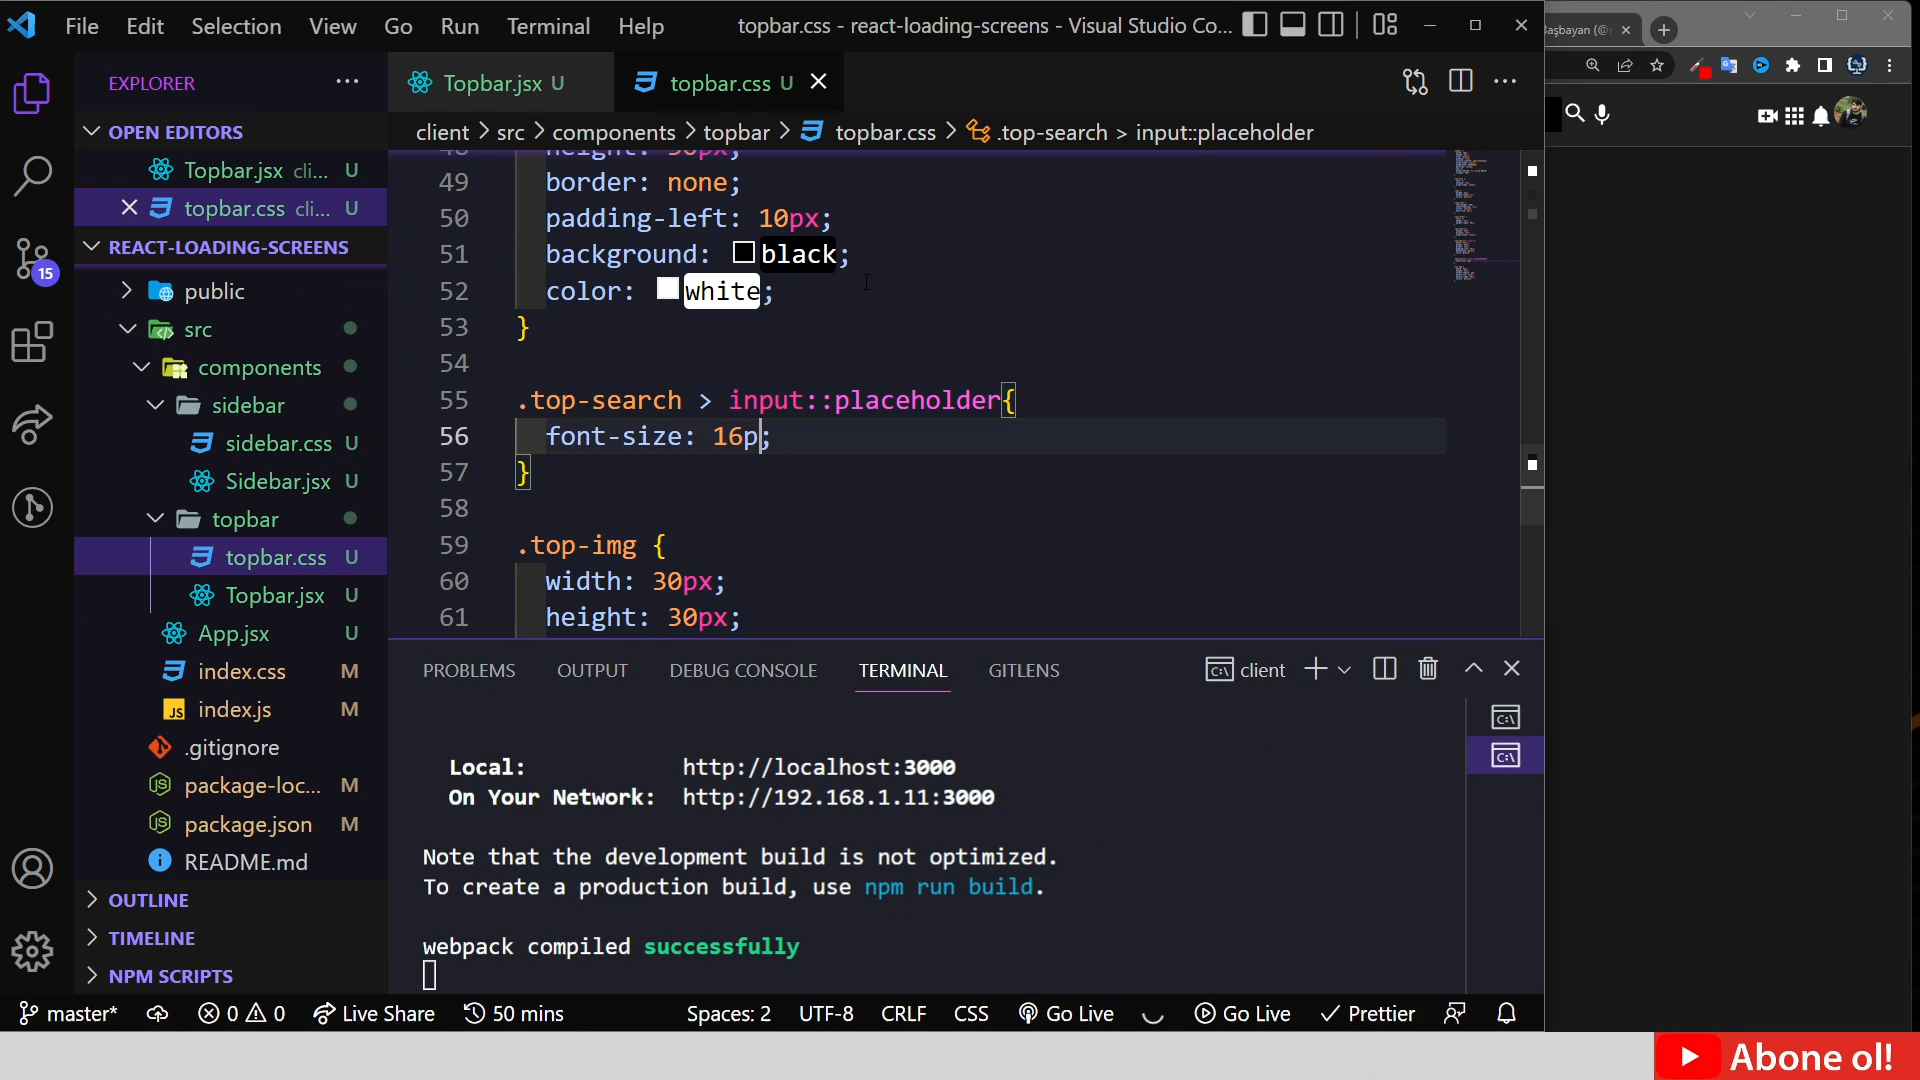 File Edit Selection View Go Run Terminal Help topbar.css - react-loading-screens - Visual Studio Co...
EXPLORER
OPEN EDITORS
Topbar.jsx cli... U
topbar.css cli... U
REACT-LOADING-SCREENS
public
src
components
sidebar
sidebar.css U
Sidebar.jsx U
topbar
topbar.css U
Topbar.jsx U
App.jsx U
index.css M
index.js M
.gitignore
package-loc... M
package.json M
README.md
OUTLINE
TIMELINE
NPM SCRIPTS
15
Topbar.jsx U topbar.css U
client > src > components > topbar > topbar.css > .top-search > input::placeholder
49 border: none;
50 padding-left: 10px;
51 background: black;
52 color: white;
53 }
54
55 .top-search > input::placeholder{
56 font-size: 16p;
57 }
58
59 .top-img {
60 width: 30px;
61 height: 30px;
PROBLEMS OUTPUT DEBUG CONSOLE TERMINAL GITLENS client
Local: http://localhost:3000
On Your Network: http://192.168.1.11:3000
Note that the development build is not optimized.
To create a production build, use npm run build.
webpack compiled successfully
master* 0 0 Live Share 50 mins Spaces: 2 UTF-8 CRLF CSS Go Live Go Live Prettier
Abone ol!